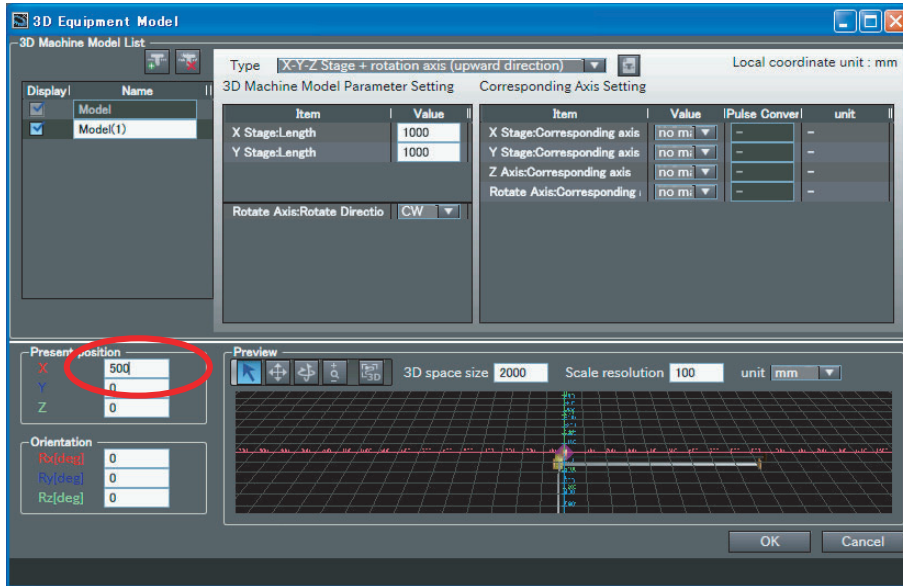 3D Equipment Model
3D Machine Model List
Type X-Y-Z Stage + rotation axis (upward direction)
Local coordinate unit : mm
3D Machine Model Parameter Setting
Corresponding Axis Setting
Display Name
Model
Model(1)
Item Value
X Stage:Length 1000
Y Stage:Length 1000
Rotate Axis:Rotate Directio CW
Item Value Pulse Conver unit
X Stage:Corresponding axis no ma – –
Y Stage:Corresponding axis no ma – –
Z Axis:Corresponding axis no ma – –
Rotate Axis:Corresponding no ma – –
Present position
X 500
Y 0
Z 0
Orientation
Rx[deg] 0
Ry[deg] 0
Rz[deg] 0
Preview
3D space size 2000 Scale resolution 100 unit mm
OK Cancel